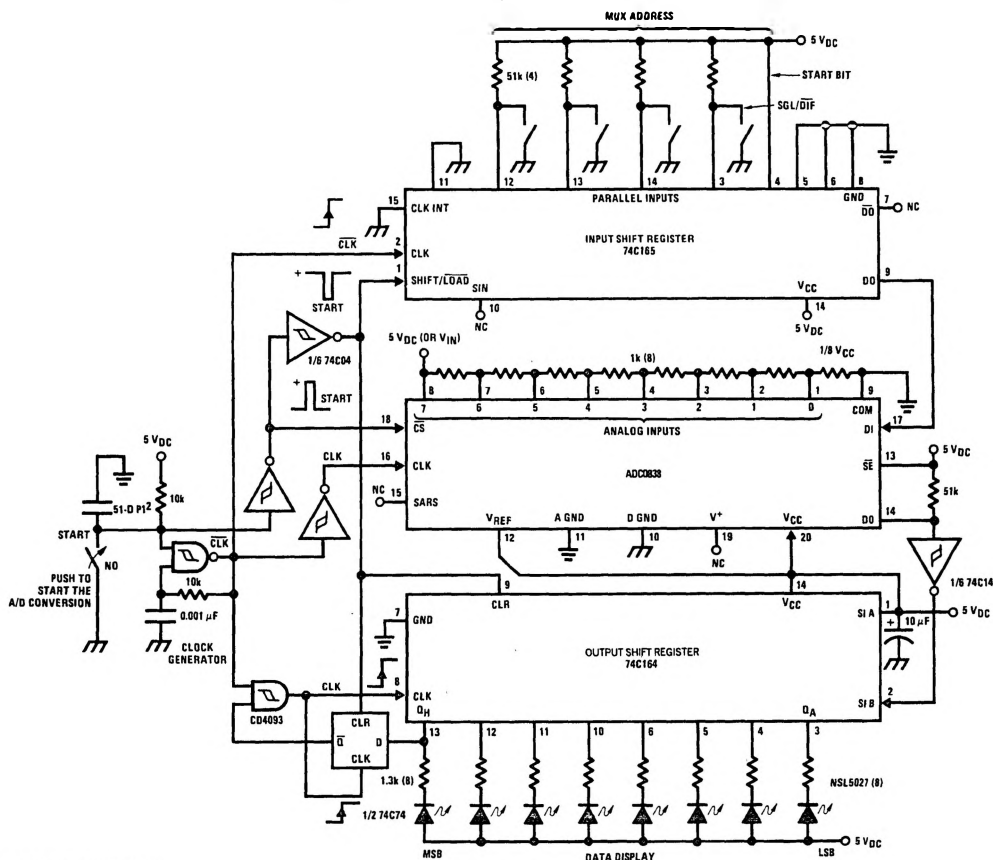 MUX ADDRESS
5 VDC
51k (4)
START BIT
SGL/DIF
11
12
13
14
3
4
5
6
8
GND
PARALLEL INPUTS
15
CLK INT
7
DO
NC
INPUT SHIFT REGISTER
74C165
CLK
2
CLK
1
SHIFT/LOAD
+
START
SIN
10
NC
VCC
14
5 VDC
9
DO
1/6 74C04
5 VDC (OR VIN)
1k (8)
1/8 VCC
START
8
7
6
5
4
3
2
1
9
7
6
5
4
3
2
1
0
COM
ANALOG INPUTS
18
CS
DI
17
CLK
16
CLK
ADC0838
SE
13
5 VDC
51k
NC
15
SARS
DO
14
VREF
12
A GND
11
D GND
10
V+
19
NC
VCC
20
5 VDC
10k
51-D P1²
START
NO
CLK
PUSH TO
START THE
A/D CONVERSION
10k
0.001 µF
CLOCK
GENERATOR
1/6 74C14
9
CLR
14
VCC
7
GND
SI A
1
5 VDC
+
10 µF
OUTPUT SHIFT REGISTER
74C164
CLK
8
CLK
SI B
2
CD4093
QH
QA
CLR
Q
D
CLK
13
12
11
10
6
5
4
3
1.3k (8)
NSL5027 (8)
1/2 74C74
MSB
DATA DISPLAY
LSB
5 VDC